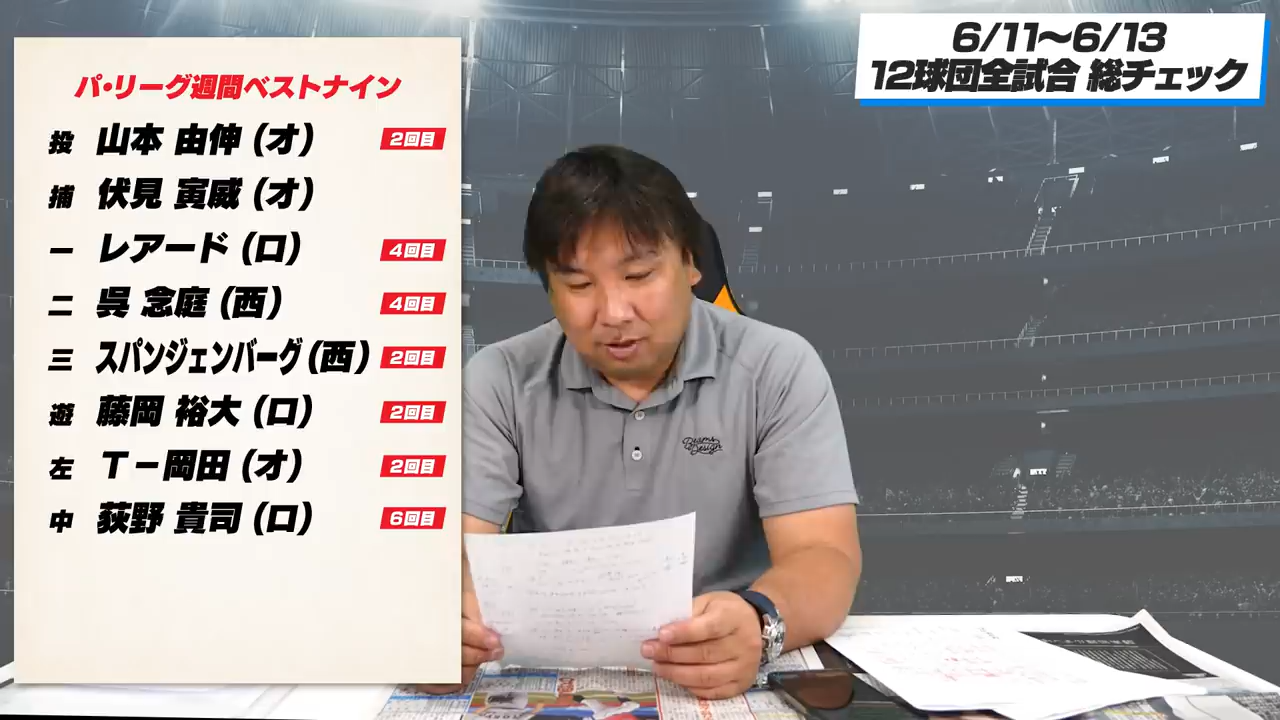 パ・リーグ週間ベストナイン
投 山本 由伸 (オ) 2回目
捕 伏見 寅威 (オ)
一 レアード (ロ) 4回目
二 呉 念庭 (西) 4回目
三 スパンジェンバーグ (西) 2回目
遊 藤岡 裕大 (ロ) 2回目
左 T-岡田 (オ) 2回目
中 荻野 貴司 (ロ) 6回目
6/11～6/13
12球団全試合 総チェック
Deams
Design